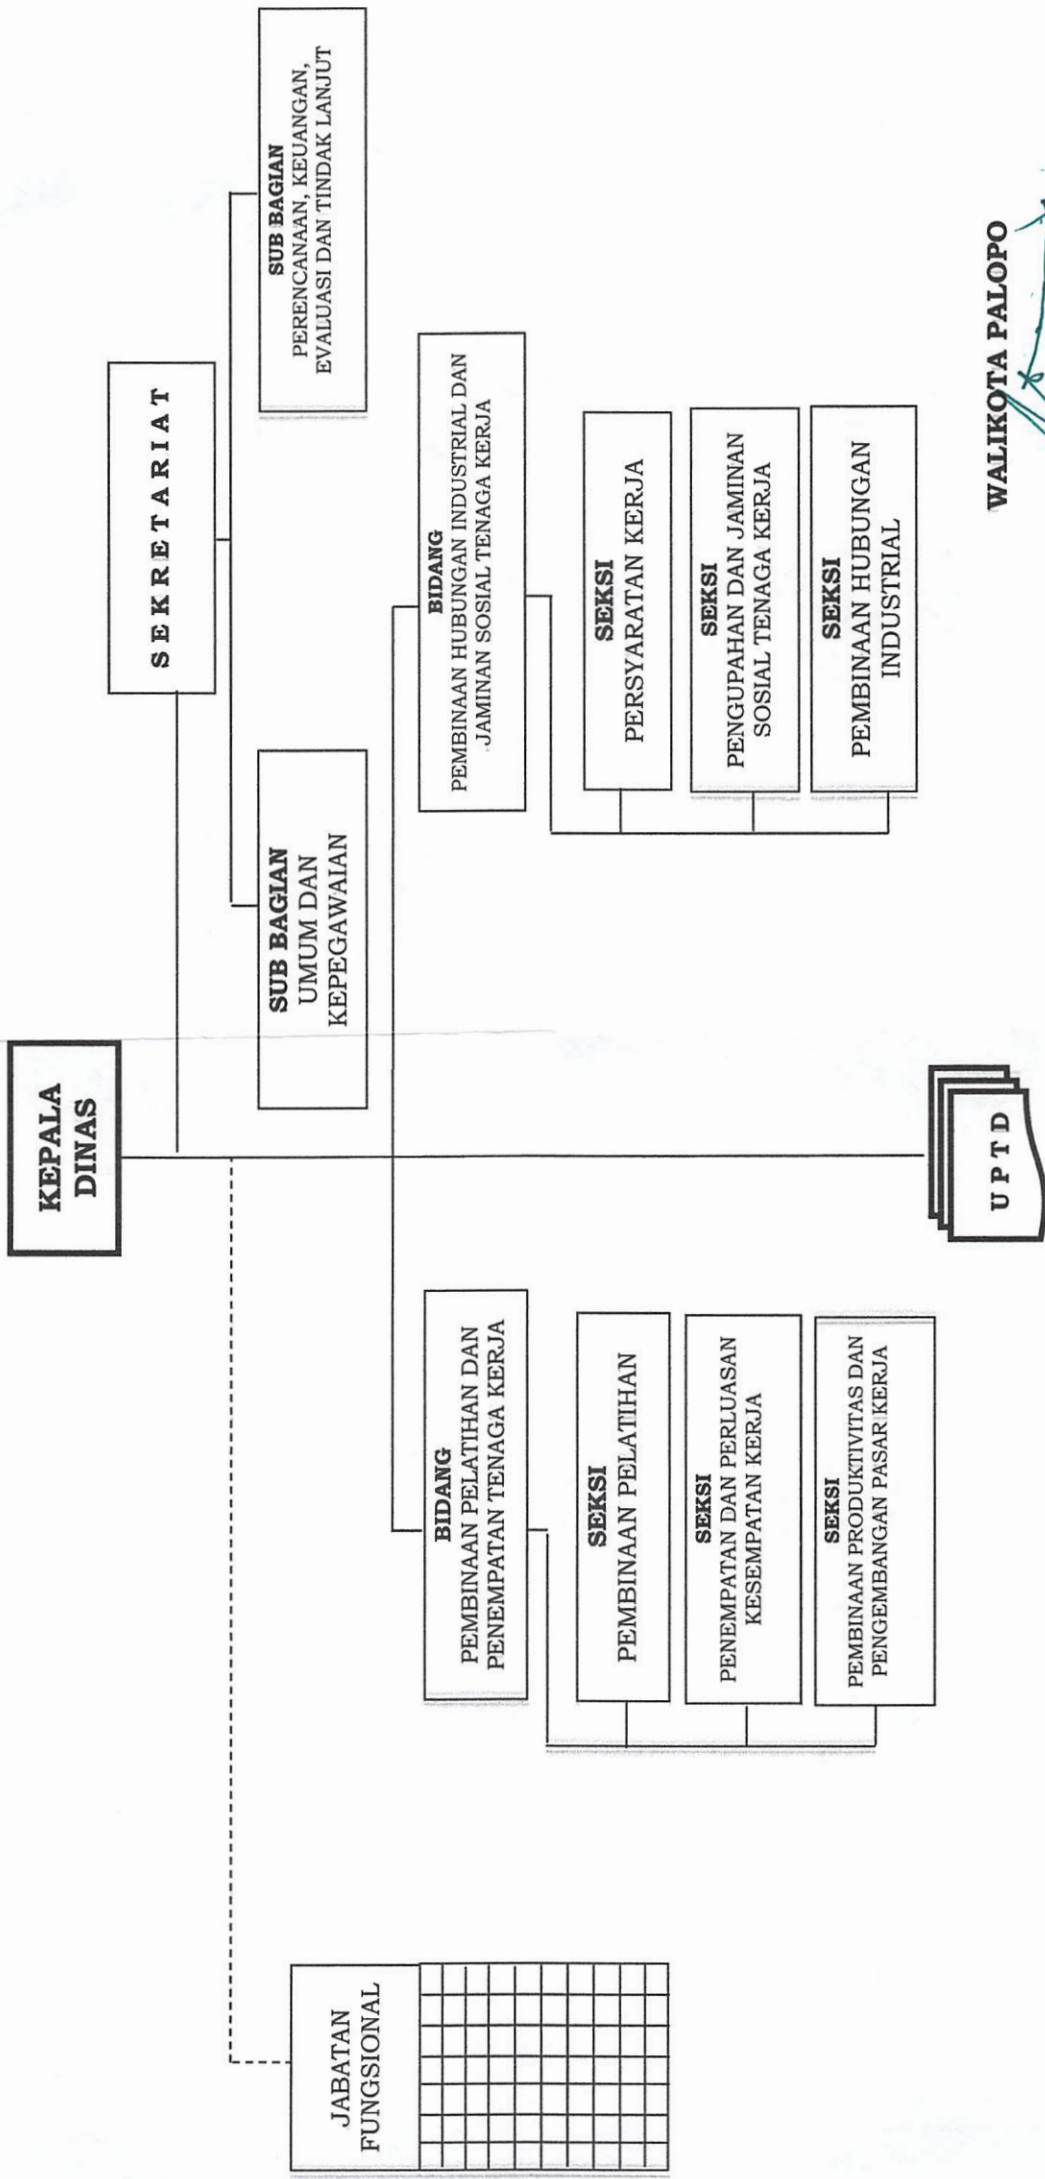 KEPALA
DINAS
SEKRETARIAT
SUB BAGIAN
UMUM DAN
KEPEGAWAIAN
SUB BAGIAN
PERENCANAAN, KEUANGAN,
EVALUASI DAN TINDAK LANJUT
JABATAN
FUNGSIONAL
BIDANG
PEMBINAAN PELATIHAN DAN
PENEMPATAN TENAGA KERJA
SEKSI
PEMBINAAN PELATIHAN
SEKSI
PENEMPATAN DAN PERLUASAN
KESEMPATAN KERJA
SEKSI
PEMBINAAN PRODUKTIVITAS DAN
PENGEMBANGAN PASAR KERJA
BIDANG
PEMBINAAN HUBUNGAN INDUSTRIAL DAN
JAMINAN SOSIAL TENAGA KERJA
SEKSI
PERSYARATAN KERJA
SEKSI
PENGUPAHAN DAN JAMINAN
SOSIAL TENAGA KERJA
SEKSI
PEMBINAAN HUBUNGAN
INDUSTRIAL
UPTD
WALIKOTA PALOPO